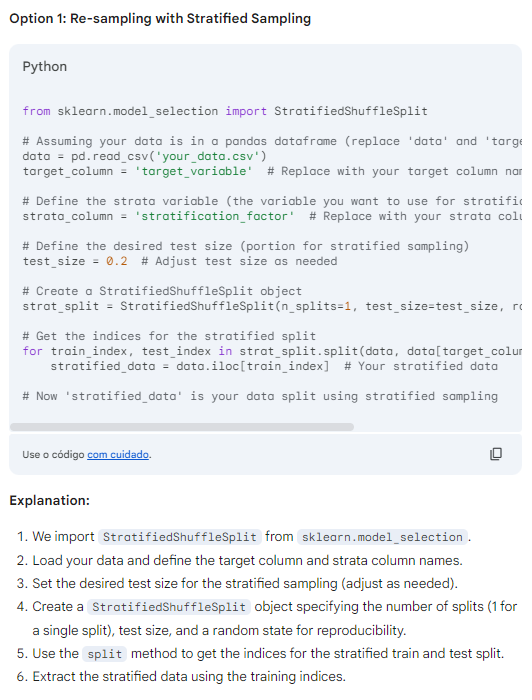 Option 1: Re-sampling with Stratified Sampling
Python
from sklearn.model_selection import StratifiedShuffleSplit
# Assuming your data is in a pandas dataframe (replace 'data' and 'targe
data = pd.read_csv('your_data.csv')
target_column = 'target_variable'  # Replace with your target column nam
# Define the strata variable (the variable you want to use for stratific
strata_column = 'stratification_factor'  # Replace with your strata colu
# Define the desired test size (portion for stratified sampling)
test_size = 0.2  # Adjust test size as needed
# Create a StratifiedShuffleSplit object
strat_split = StratifiedShuffleSplit(n_splits=1, test_size=test_size, ra
# Get the indices for the stratified split
for train_index, test_index in strat_split.split(data, data[target_colum
    stratified_data = data.iloc[train_index]  # Your stratified data
# Now 'stratified_data' is your data split using stratified sampling
Use o código com cuidado.
Explanation:
1. We import StratifiedShuffleSplit from sklearn.model_selection.
2. Load your data and define the target column and strata column names.
3. Set the desired test size for the stratified sampling (adjust as needed).
4. Create a StratifiedShuffleSplit object specifying the number of splits (1 for
a single split), test size, and a random state for reproducibility.
5. Use the split method to get the indices for the stratified train and test split.
6. Extract the stratified data using the training indices.